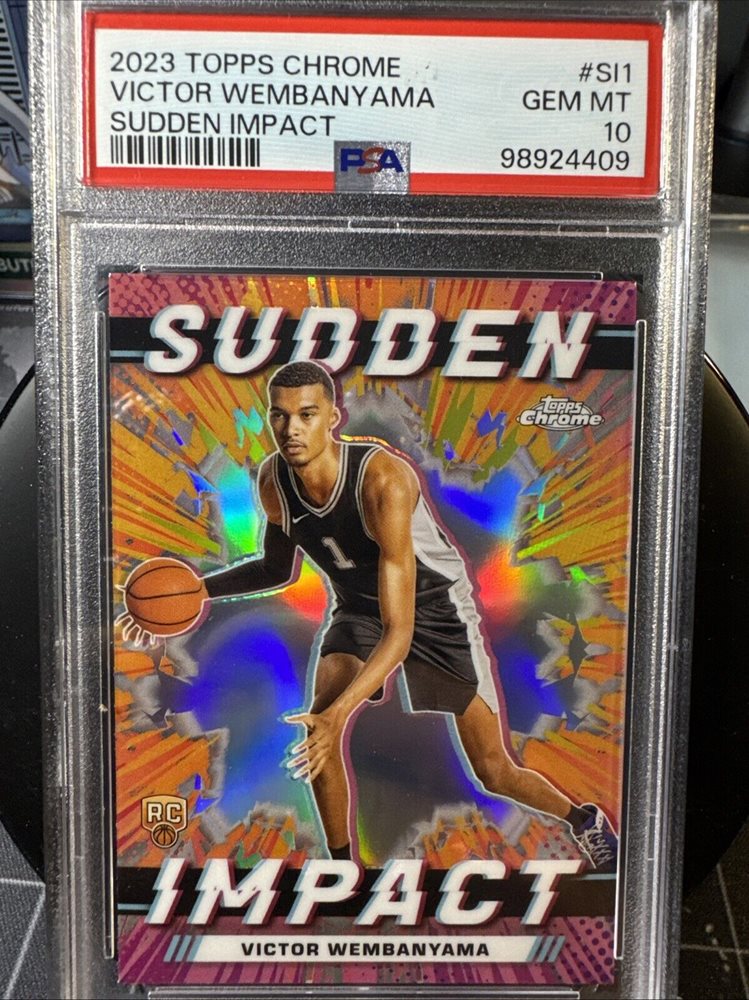 2023 TOPPS CHROME #SI1
VICTOR WEMBANYAMA GEM MT
SUDDEN IMPACT 10
PSA 98924409
SUDDEN
Topps
Chrome
1
RC
IMPACT
VICTOR WEMBANYAMA